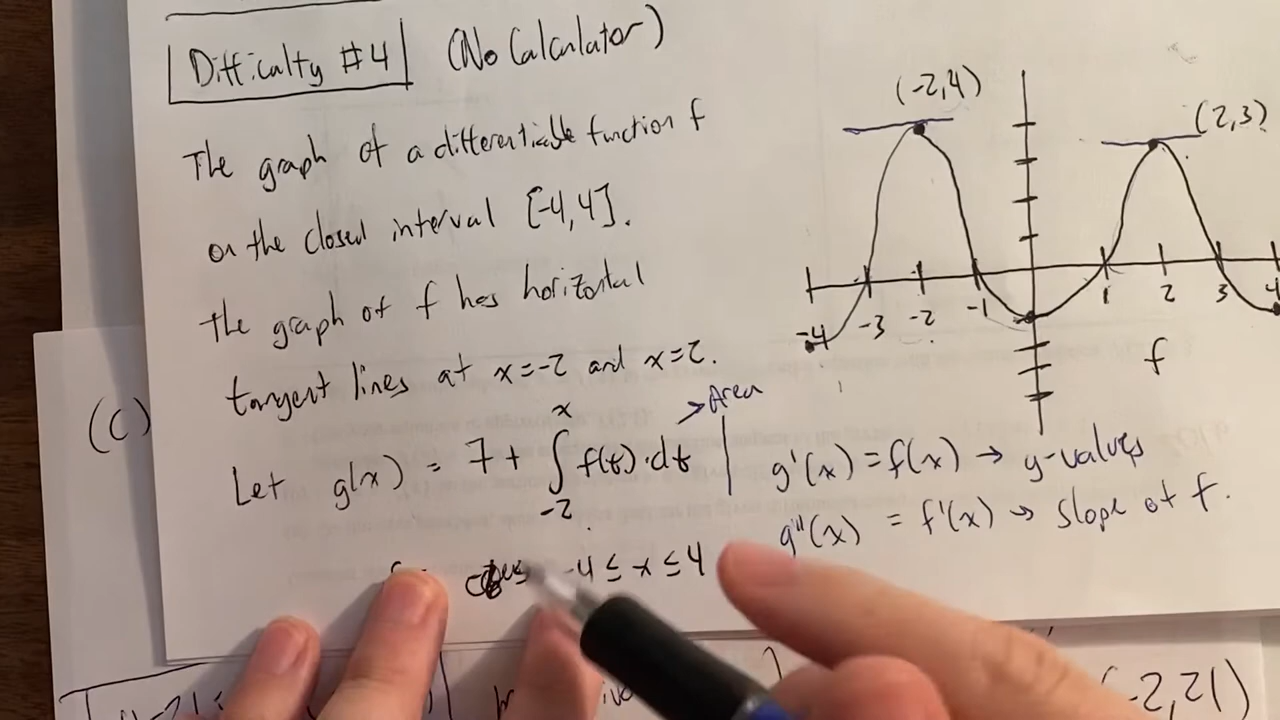 Difficulty #4 (No Calculator)
The graph of a differentiable function f
on the closed interval [-4,4].
The graph of f has horizontal
tangent lines at x=-2 and x=2.
Let g(x) = 7 + ∫_{-2}^{x} f(t)·dt → Area
-4 ≤ x ≤ 4
(-2,4)
(2,3)
-4 -3 -2 -1 1 2 3 4
f
g'(x) = f(x) → y-values
g"(x) = f'(x) → slope of f.
(C)
(-2,21)